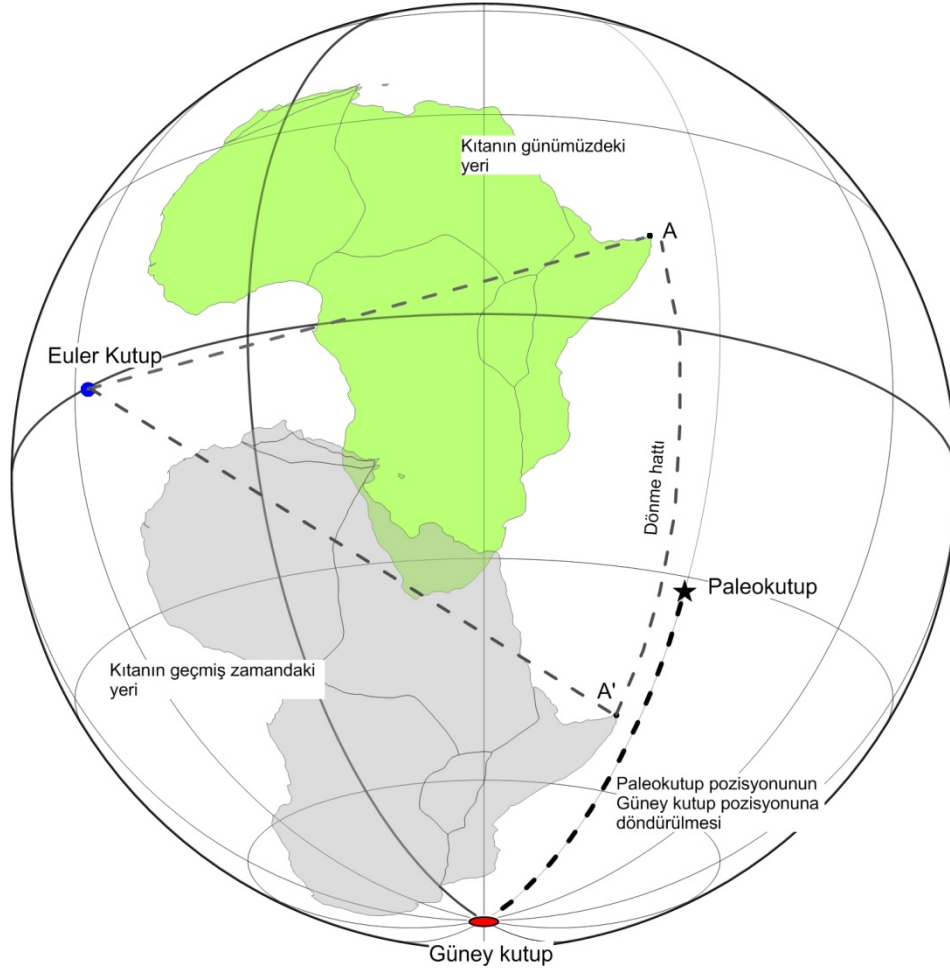 Kıtanın günümüzdeki
yeri
A
Euler Kutup
Dönme hattı
Paleokutup
Kıtanın geçmiş zamandaki
yeri
A'
Paleokutup pozisyonunun
Güney kutup pozisyonuna
döndürülmesi
Güney kutup